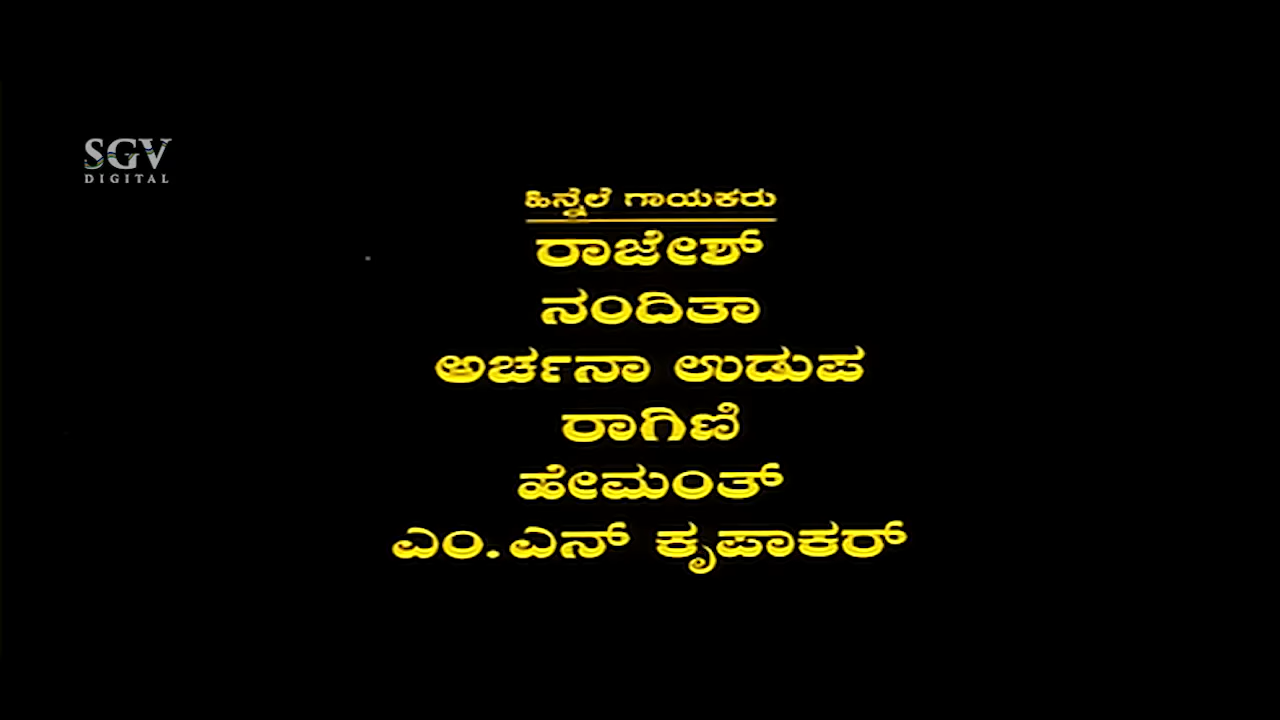 SGV
DIGITAL
ಹಿನ್ನೆಲೆ ಗಾಯಕರು
ರಾಜೇಶ್
ನಂದಿತಾ
ಅರ್ಚನಾ ಉಡುಪ
ರಾಗಿಣಿ
ಹೇಮಂತ್
ಎಂ.ಎನ್ ಕೃಪಾಕರ್